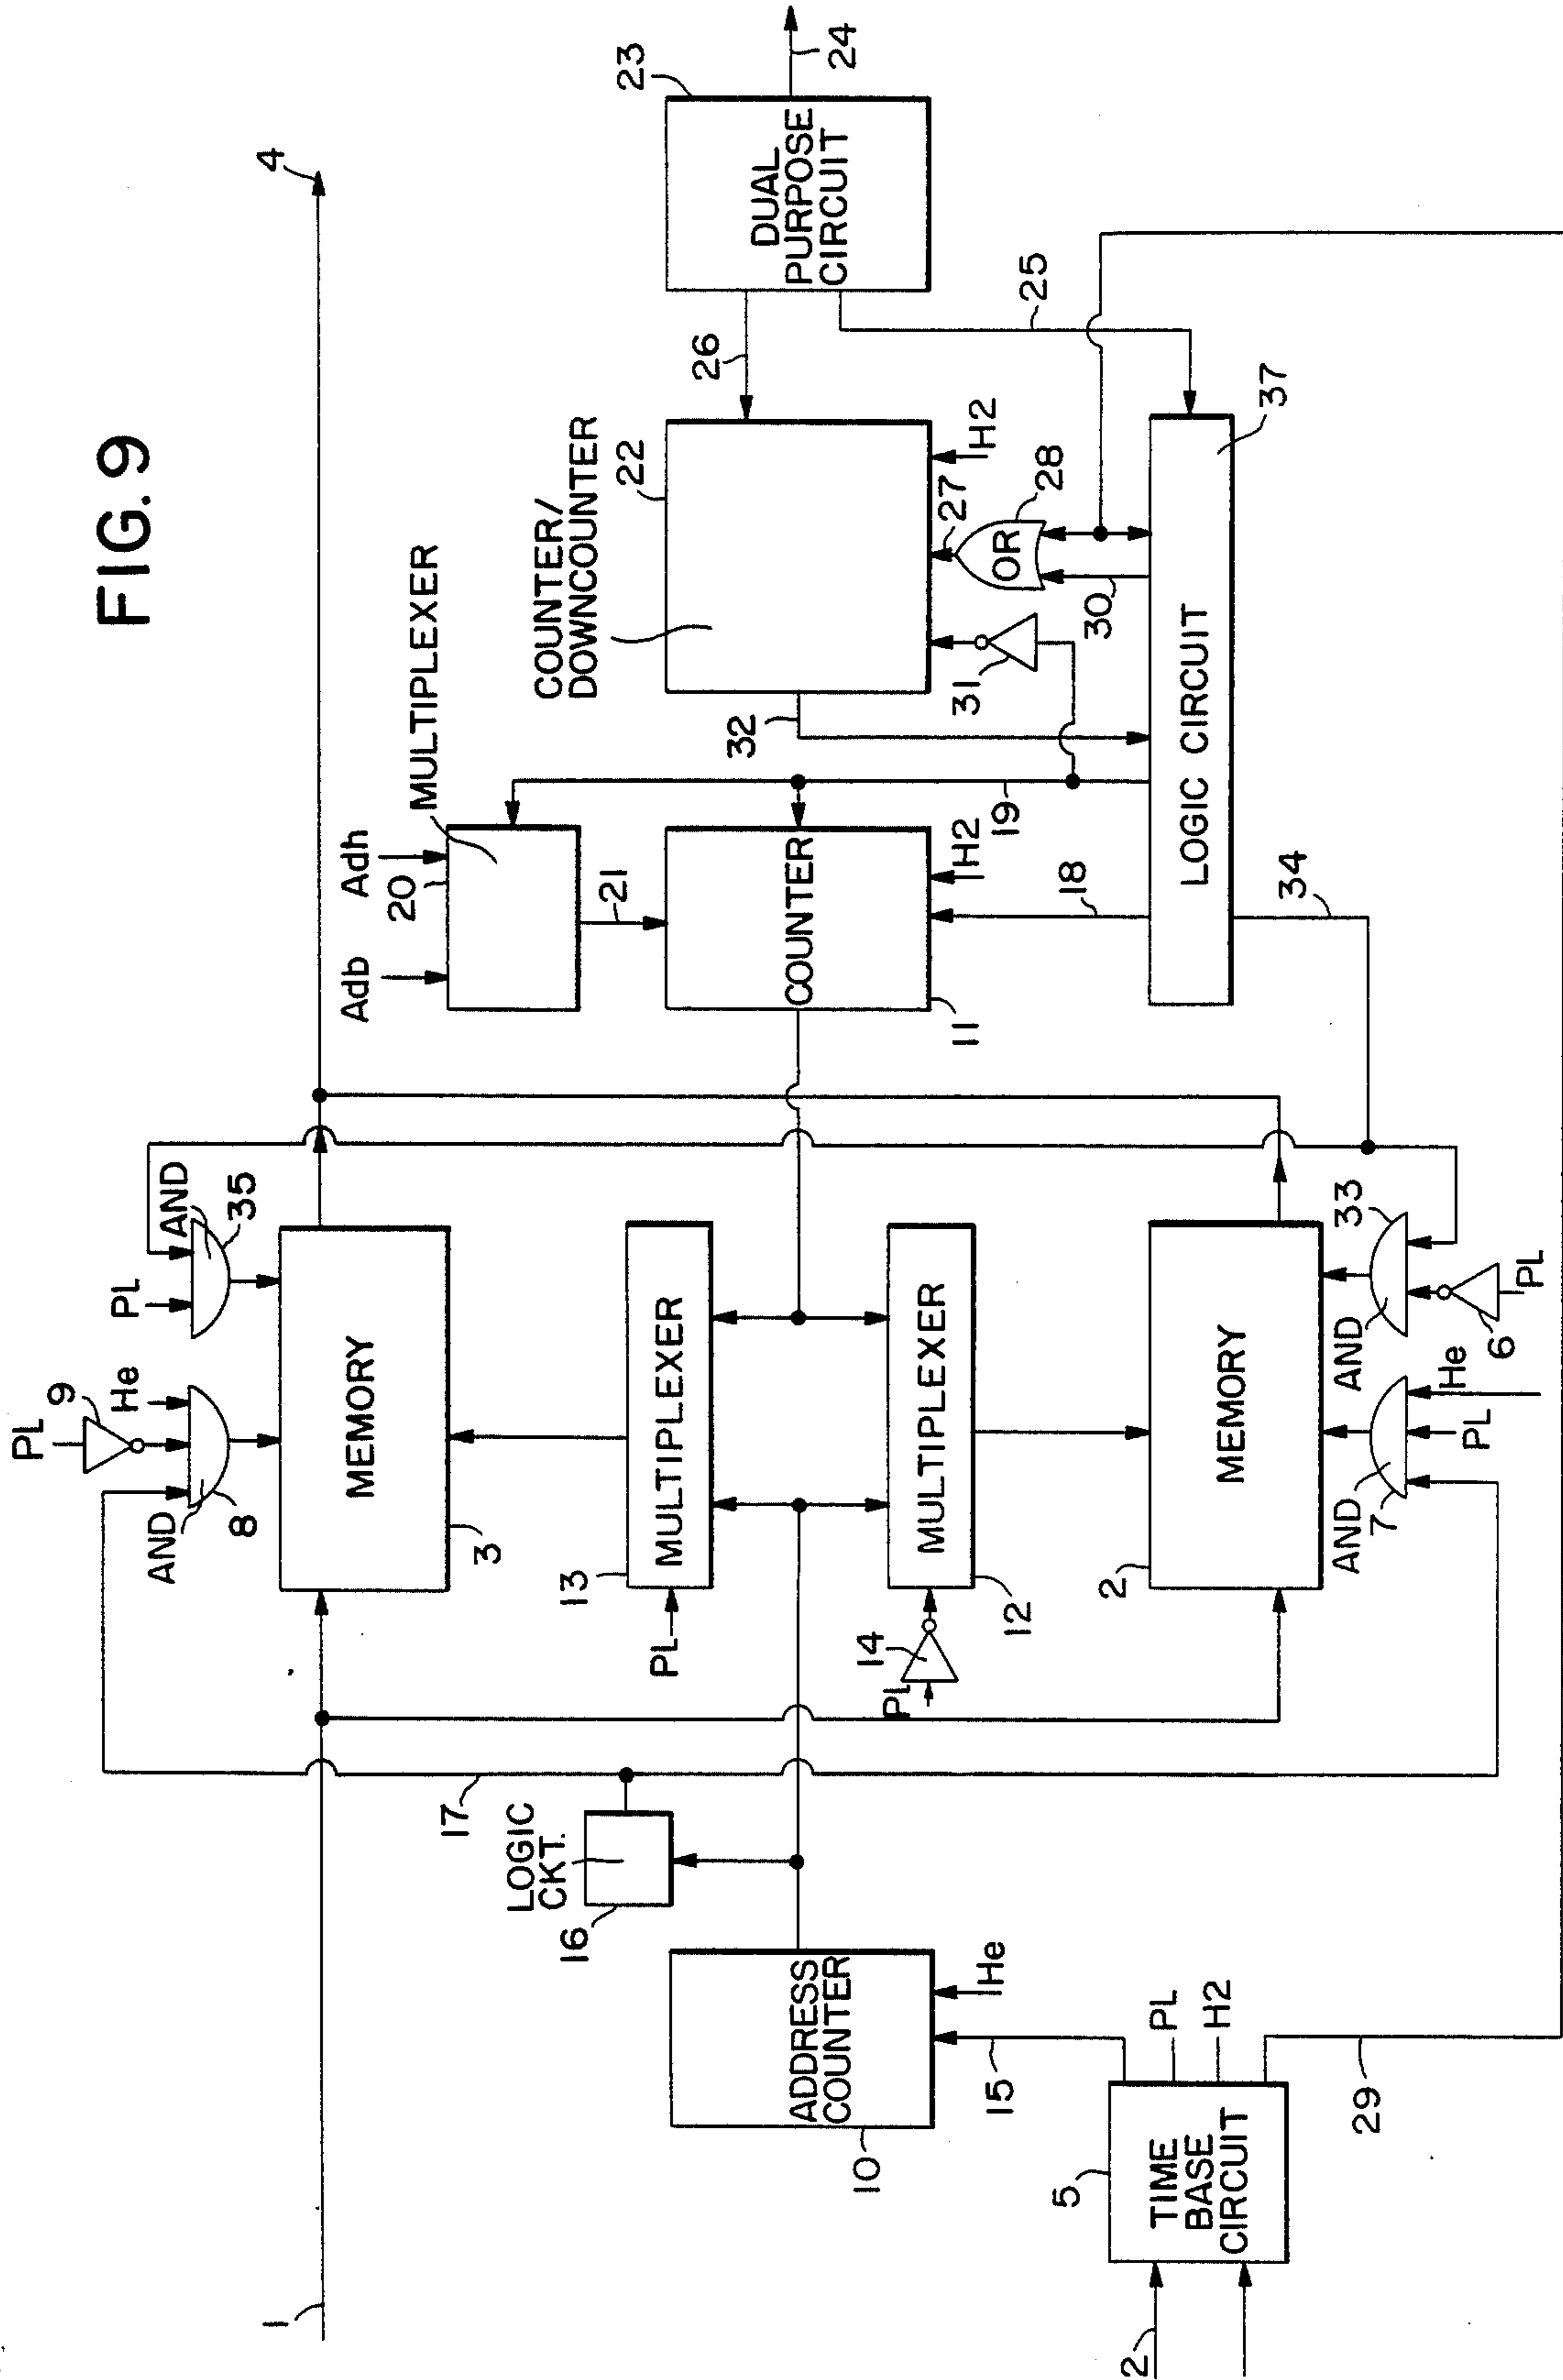 FIG. 9
1
4
PL
9
He
AND
8
PL
AND
35
MEMORY
3
17
LOGIC
CKT.
16
13
MULTIPLEXER
PL
Adb
Adh
20
MULTIPLEXER
21
COUNTER/
DOWNCOUNTER
22
26
DUAL
PURPOSE
CIRCUIT
23
24
ADDRESS
COUNTER
10
He
15
14
PL
MULTIPLEXER
12
COUNTER
11
H2
18
19
32
31
27
H2
OR
28
30
25
LOGIC CIRCUIT
37
34
2
5
TIME
BASE
CIRCUIT
PL
H2
29
2
MEMORY
AND
7
PL
He
AND
33
6
PL